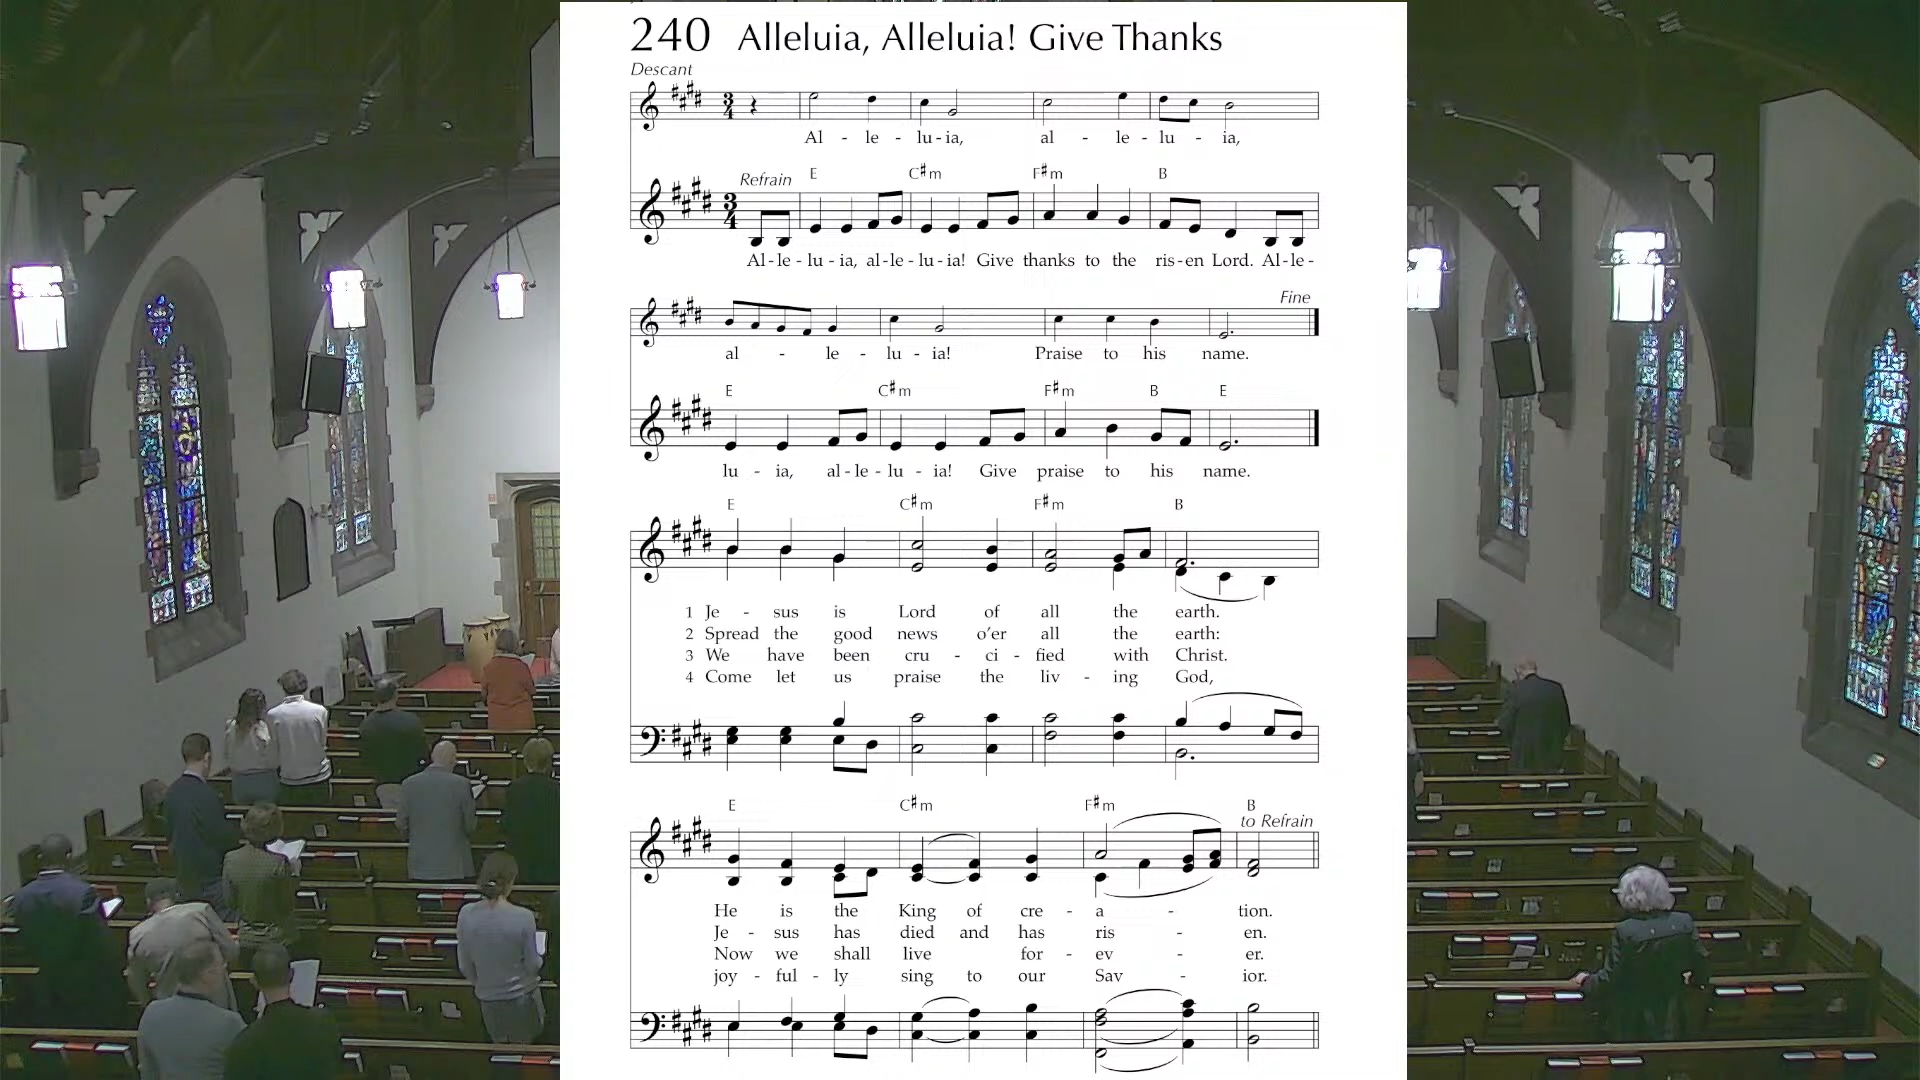 240 Alleluia, Alleluia! Give Thanks
Descant
Al - le - lu - ia, al - le - lu - ia,
Refrain E C♯m F♯m B
Al - le - lu - ia, al - le - lu - ia! Give thanks to the ris - en Lord. Al - le -
Fine
al - le - lu - ia! Praise to his name.
E C♯m F♯m B E
lu - ia, al - le - lu - ia! Give praise to his name.
E C♯m F♯m B
1 Je - sus is Lord of all the earth.
2 Spread the good news o’er all the earth:
3 We have been cru - ci - fied with Christ.
4 Come let us praise the liv - ing God,
E C♯m F♯m B
to Refrain
He is the King of cre - a - tion.
Je - sus has died and has ris - en.
Now we shall live for - ev - er.
joy - ful - ly sing to our Sav - ior.